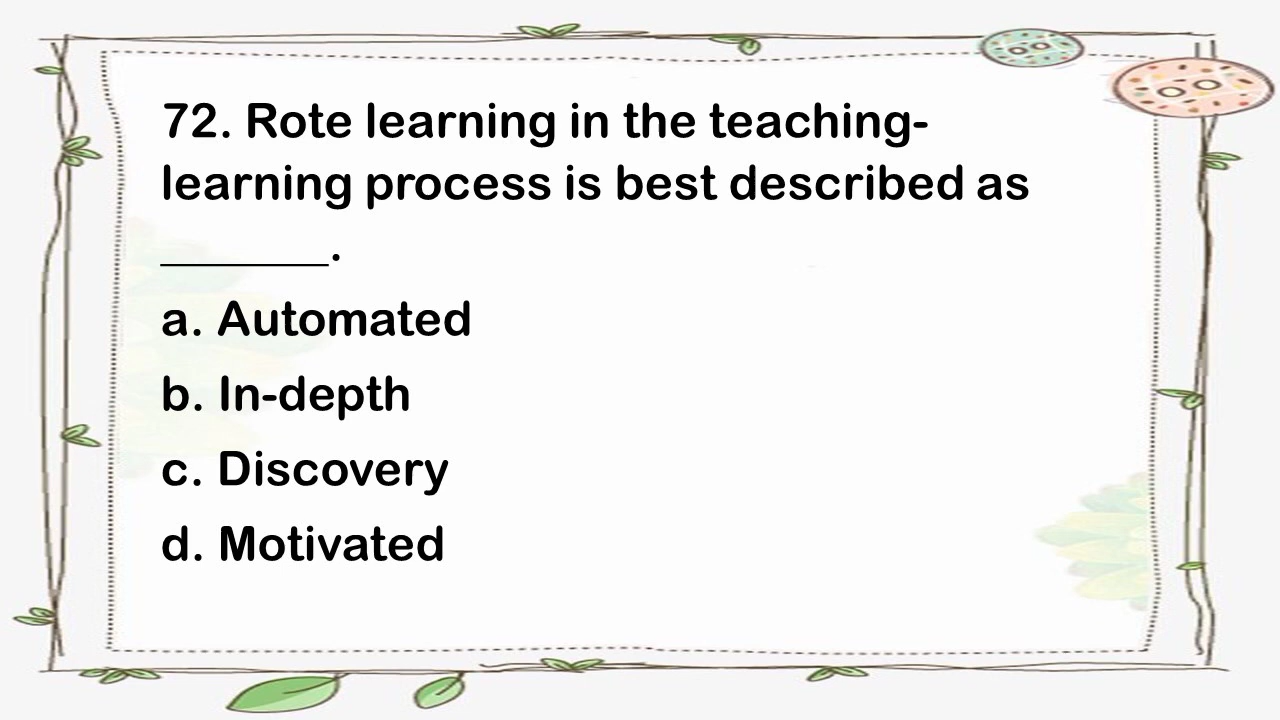 72. Rote learning in the teaching-
learning process is best described as
_______.
a. Automated
b. In-depth
c. Discovery
d. Motivated